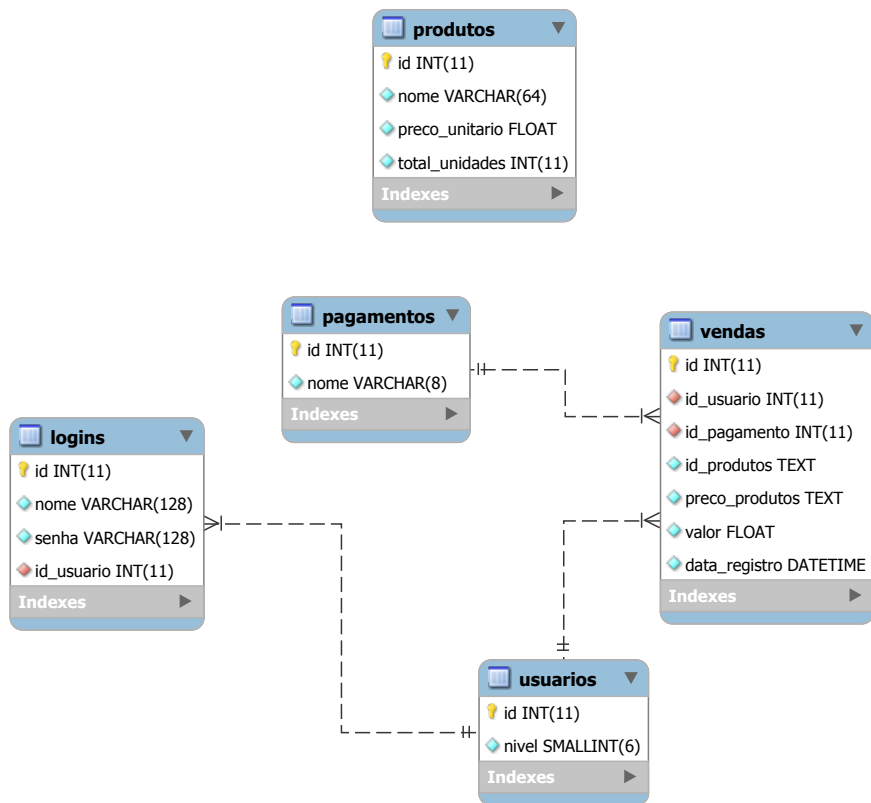 produtos
id INT(11)
nome VARCHAR(64)
preco_unitario FLOAT
total_unidades INT(11)
Indexes
pagamentos
id INT(11)
nome VARCHAR(8)
Indexes
vendas
id INT(11)
id_usuario INT(11)
id_pagamento INT(11)
id_produtos TEXT
preco_produtos TEXT
valor FLOAT
data_registro DATETIME
Indexes
logins
id INT(11)
nome VARCHAR(128)
senha VARCHAR(128)
id_usuario INT(11)
Indexes
usuarios
id INT(11)
nivel SMALLINT(6)
Indexes